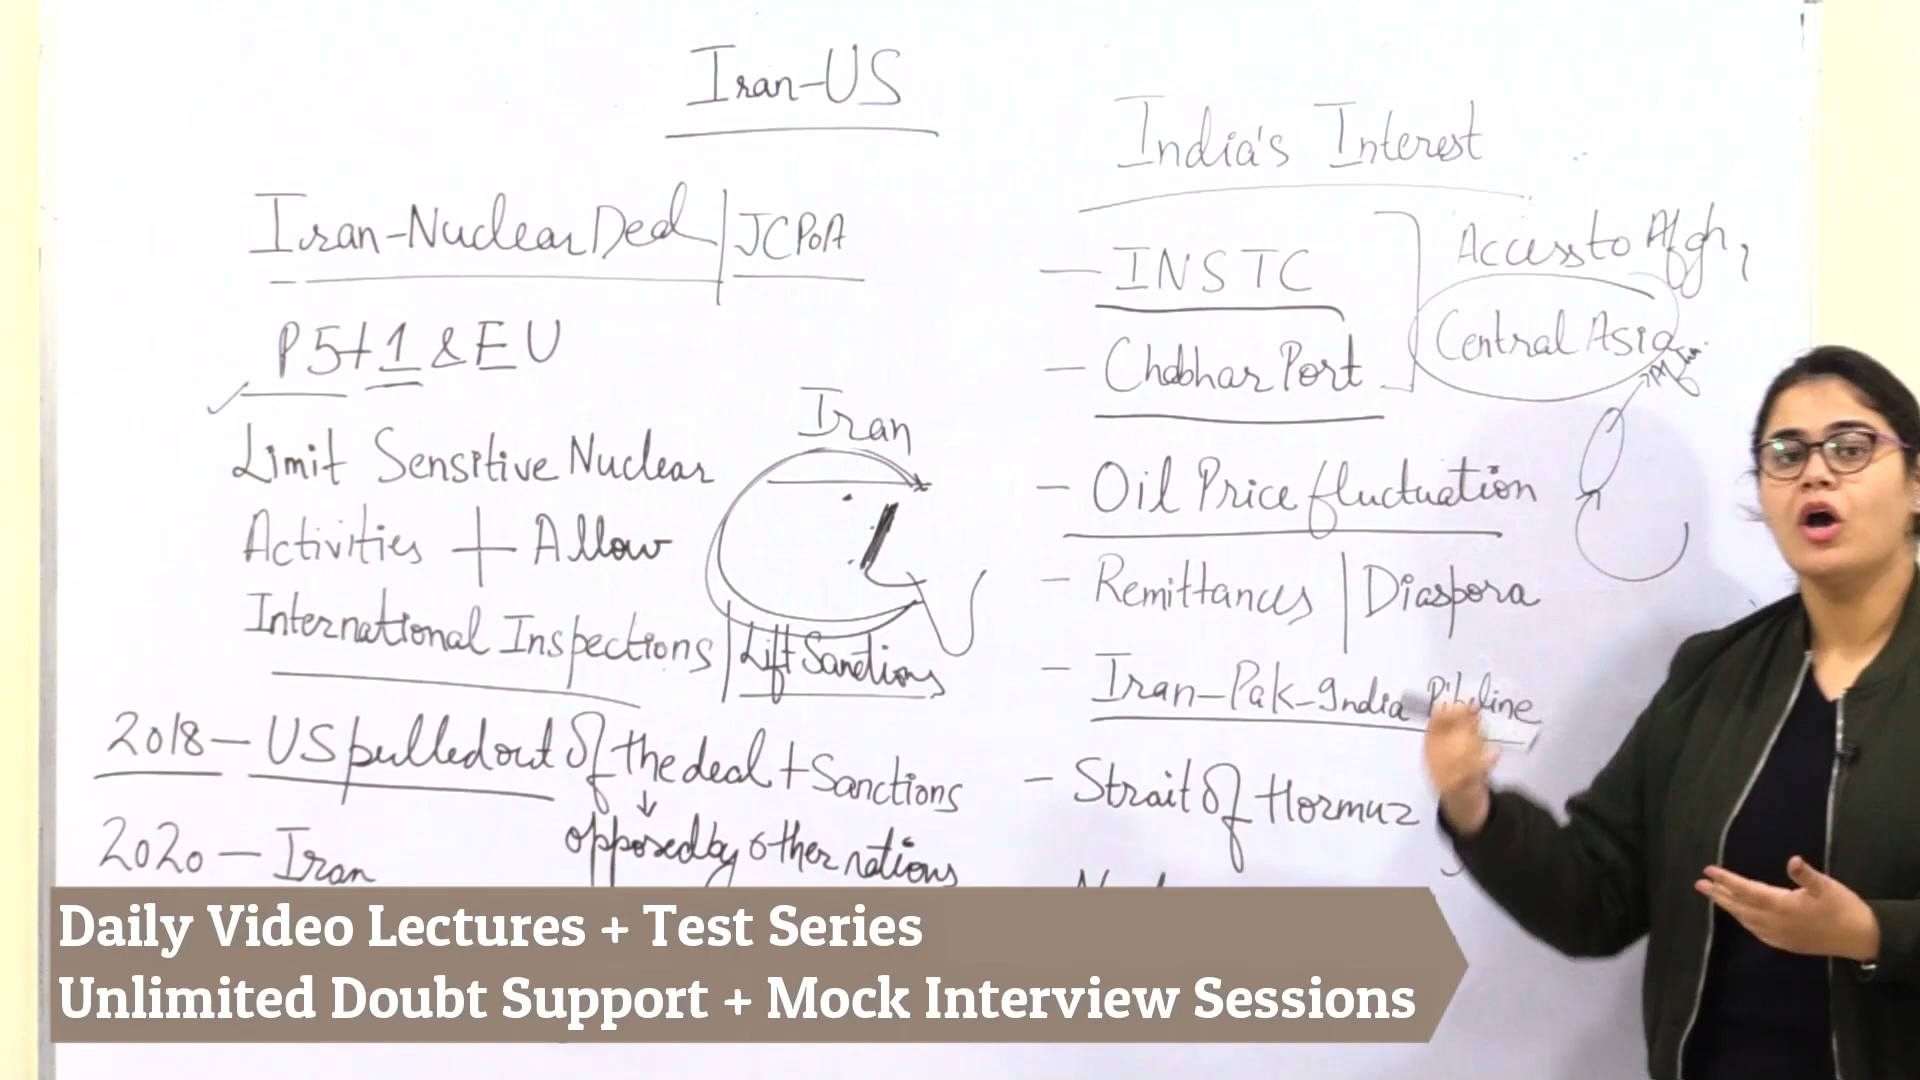 Iran-US
Iran-Nuclear Deal | JCPOA
P5+1 & EU
Limit Sensitive Nuclear
Activities + Allow
International Inspections | Lift Sanctions
Iran
2018 - US pulled out of the deal + Sanctions
opposed by other nations
2020 - Iran
India's Interest
- INSTC
- Chabhar Port
Access to Afgh,
Central Asia
- Oil Price fluctuation
- Remittances | Diaspora
- Iran-Pak-India Pipeline
- Strait of Hormuz
Daily Video Lectures + Test Series
Unlimited Doubt Support + Mock Interview Sessions